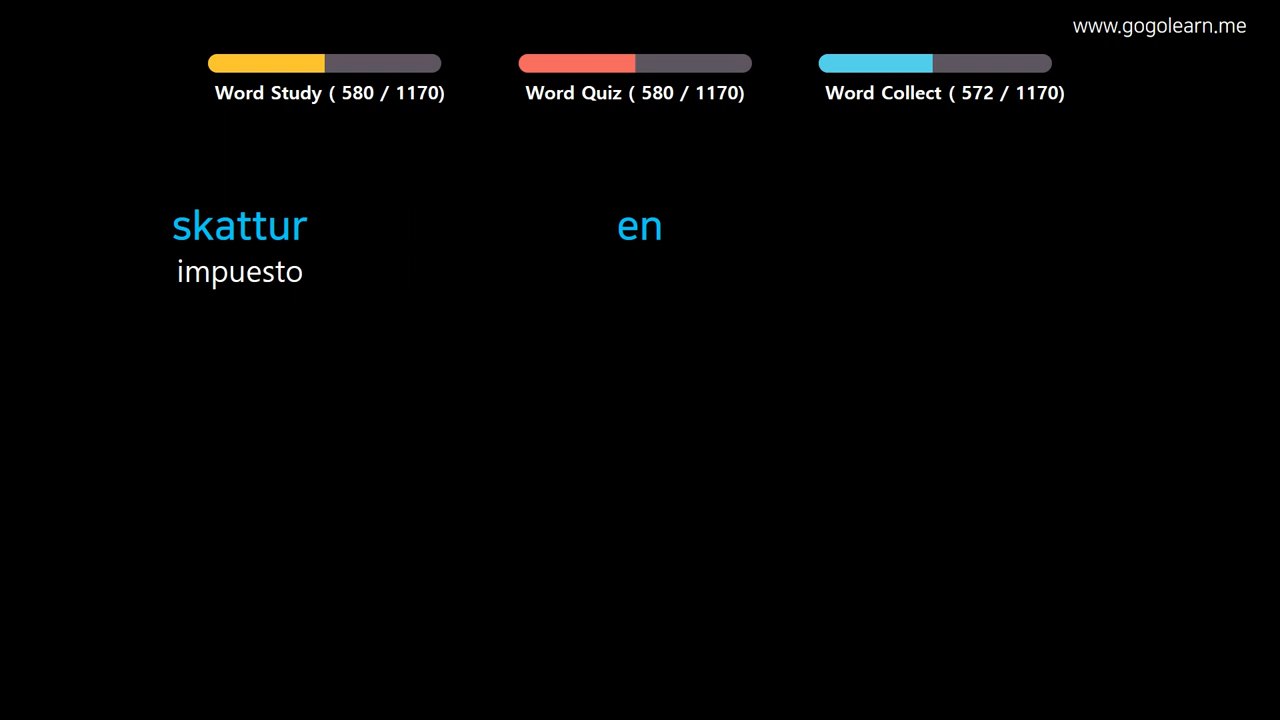 www.gogolearn.me
Word Study ( 580 / 1170)
Word Quiz ( 580 / 1170)
Word Collect ( 572 / 1170)
skattur
impuesto
en